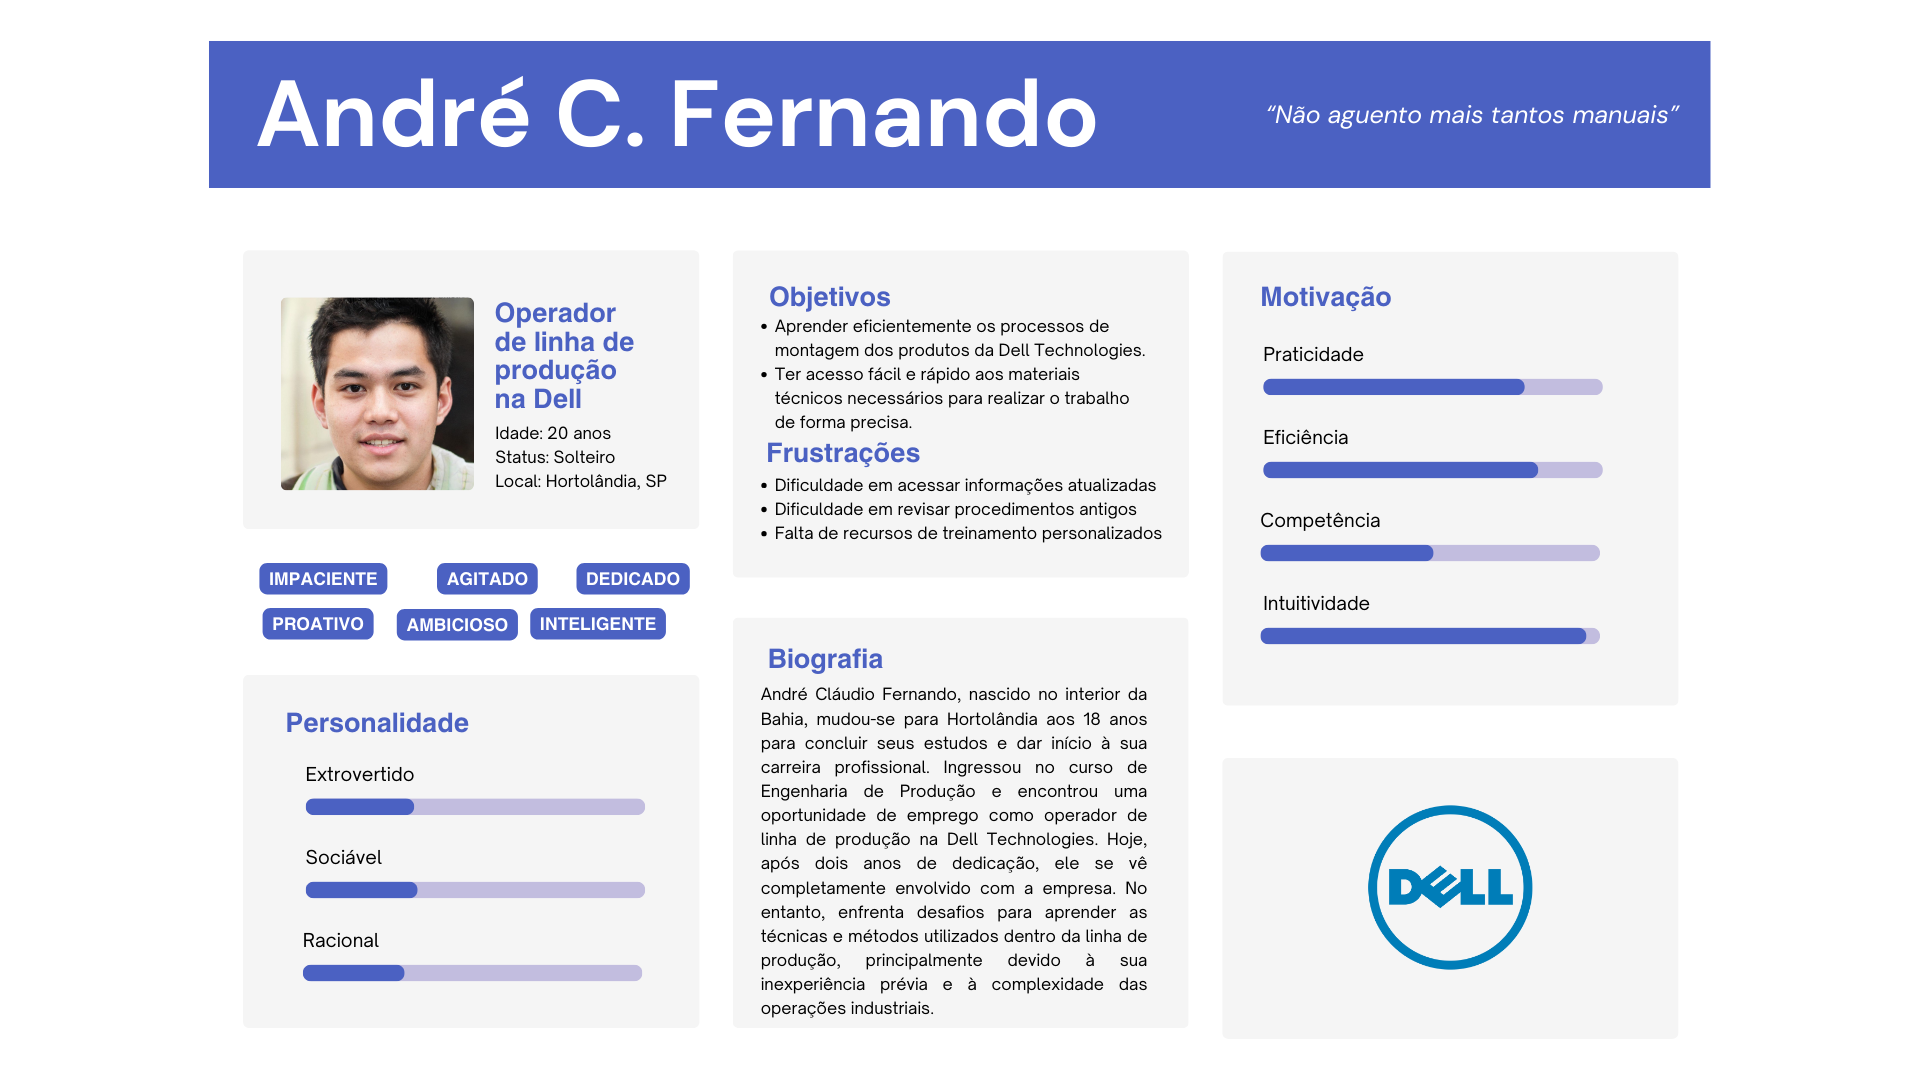 André C. Fernando
“Não aguento mais tantos manuais”
Operador
de linha de
produção
na Dell
Idade: 20 anos
Status: Solteiro
Local: Hortolândia, SP
IMPACIENTE
AGITADO
DEDICADO
PROATIVO
AMBICIOSO
INTELIGENTE
Personalidade
Extrovertido
Sociável
Racional
Objetivos
• Aprender eficientemente os processos de
montagem dos produtos da Dell Technologies.
• Ter acesso fácil e rápido aos materiais
técnicos necessários para realizar o trabalho
de forma precisa.
Frustrações
• Dificuldade em acessar informações atualizadas
• Dificuldade em revisar procedimentos antigos
• Falta de recursos de treinamento personalizados
Biografia
André Cláudio Fernando, nascido no interior da
Bahia, mudou-se para Hortolândia aos 18 anos
para concluir seus estudos e dar início à sua
carreira profissional. Ingressou no curso de
Engenharia de Produção e encontrou uma
oportunidade de emprego como operador de
linha de produção na Dell Technologies. Hoje,
após dois anos de dedicação, ele se vê
completamente envolvido com a empresa. No
entanto, enfrenta desafios para aprender as
técnicas e métodos utilizados dentro da linha de
produção, principalmente devido à sua
inexperiência prévia e à complexidade das
operações industriais.
Motivação
Praticidade
Eficiência
Competência
Intuitividade
DELL